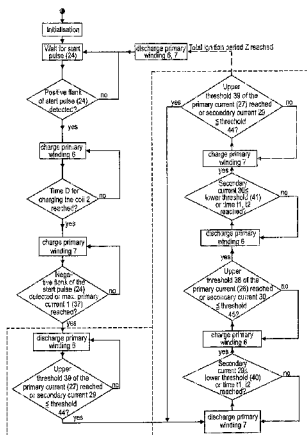 Initialisation
Wait for start
pulse (24)
Positive flank
of start pulse (24)
detected?
no
yes
charge primary
winding 6
Time D for
charging the coil 2
reached?
no
yes
charge primary
winding 7
Nega-
tive flank of the
start pulse (24)
detected or max. primary
current 1 (37)
reached?
no
yes
discharge primary
winding 6
Upper
threshold 39 of the
primary current (27) reached
or secondary current 29
≤ threshold
44?
no
yes
discharge primary
winding 6, 7
Total ignition period Z reached
Upper
threshold 39 of the
primary current (27) reached
or secondary current 29
≤ threshold
44?
yes
no
charge primary
winding 7
yes
Secondary
current 30≤
lower threshold (41)
or time t1, t2
reached?
no
discharge primary
winding 6
yes
Upper
threshold 38 of the
primary current (26) reached
or secondary current 30
≤ threshold
45?
no
charge primary
winding 6
yes
Secondary
current 29≤
lower threshold (40)
or time t1, t2
reached?
no
discharge primary
winding 7